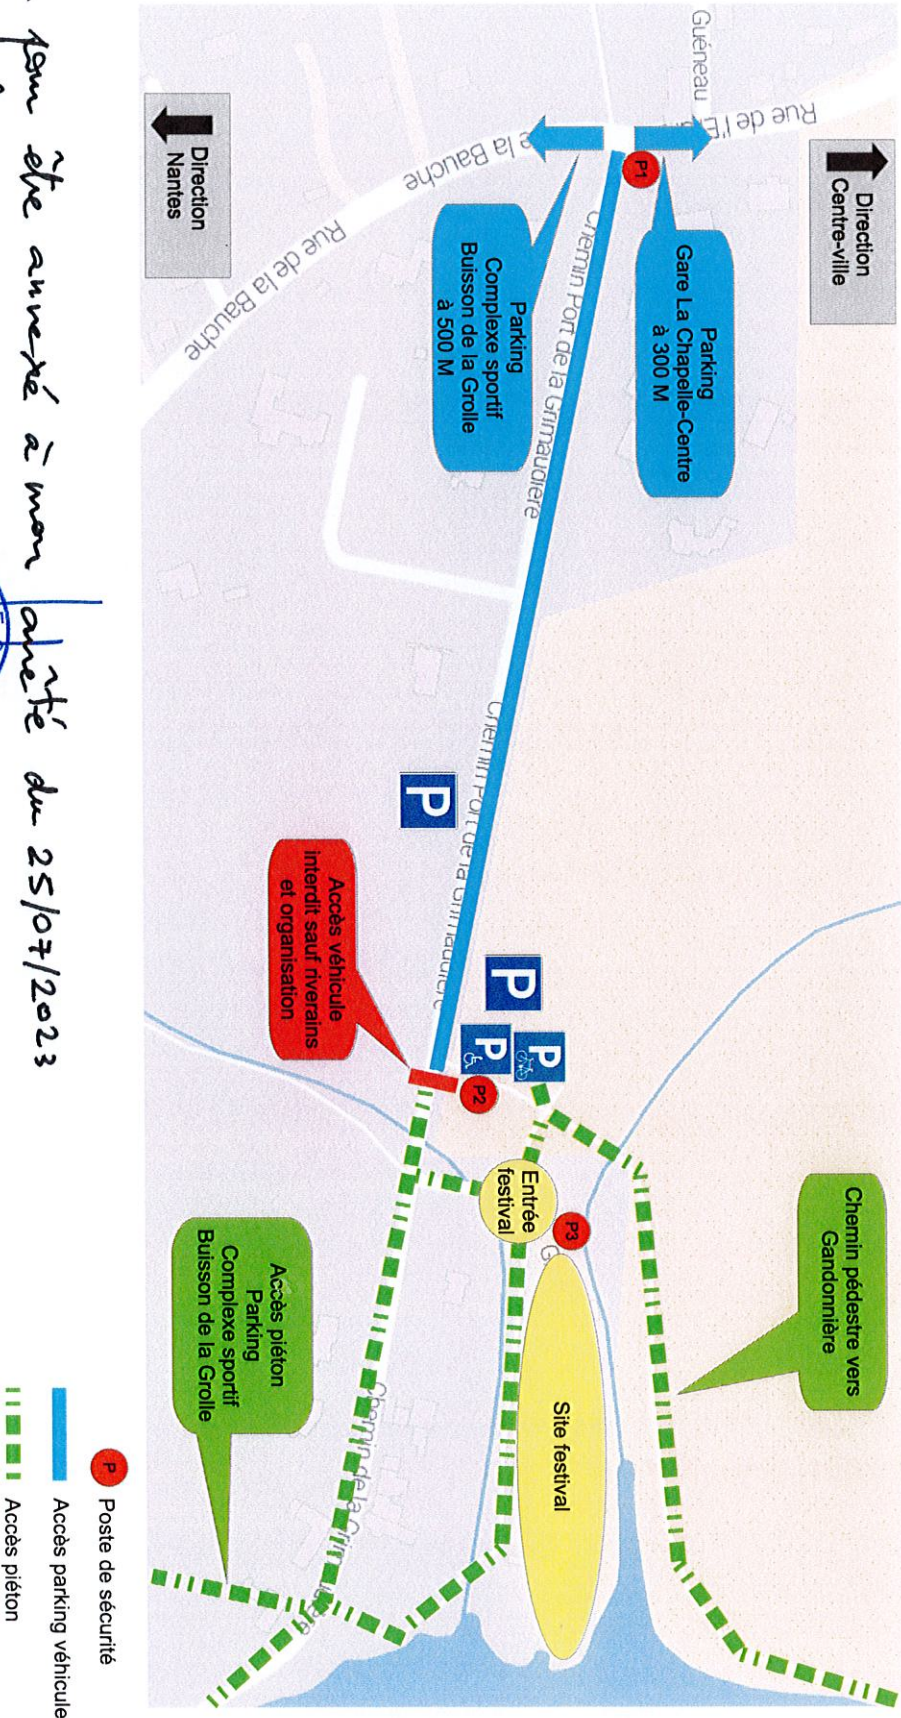 Direction
Centre-ville
Direction
Nantes
Guéneau
Rue de l'E
e la Bauche
Rue de la Bauche
Parking
Gare La Chapelle-Centre
à 300 M
Parking
Complexe sportif
Buisson de la Grolle
à 500 M
P1
Chemin Port de la Grimaudière
Chemin Port de la Grimaudière
P
P
P
P
Accès véhicule
interdit sauf riverains
et organisation
P2
Entrée
festival
P3
G
Site festival
Chemin pédestre vers
Gandonnière
Accès piéton
Parking
Complexe sportif
Buisson de la Grolle
Chemin de la Grimaudière
P Poste de sécurité
Accès parking véhicule
Accès piéton
pour être annexé à mon arrêté du 25/07/2023